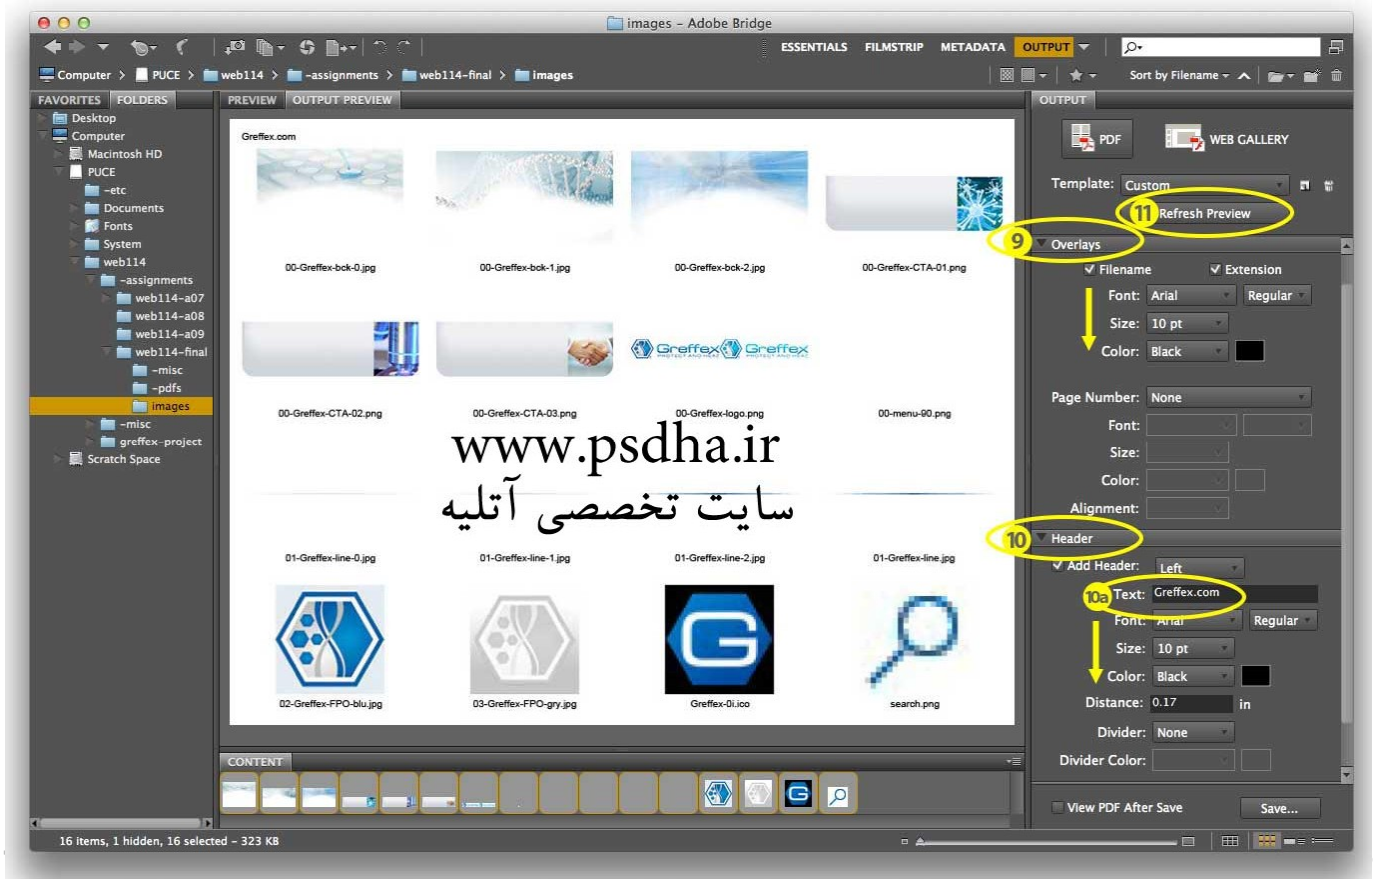 images – Adobe Bridge
ESSENTIALS FILMSTRIP METADATA OUTPUT
Computer > PUCE > web114 > -assignments > web114-final > images
Sort by Filename
FAVORITES FOLDERS
PREVIEW OUTPUT PREVIEW
OUTPUT
Desktop
Computer
Macintosh HD
PUCE
-etc
Documents
Fonts
System
web114
-assignments
web114-a07
web114-a08
web114-a09
web114-final
-misc
-pdfs
images
-misc
greffex-project
Scratch Space
Greffex.com
00-Greffex-bck-0.jpg 00-Greffex-bck-1.jpg 00-Greffex-bck-2.jpg 00-Greffex-CTA-01.png
Greffex Greffex
PROTECT AND HEAL PROTECT AND HEAL
00-Greffex-CTA-02.png 00-Greffex-CTA-03.png 00-Greffex-logo.png 00-menu-90.png
www.psdha.ir
سایت تخصصی آتلیه
01-Greffex-line-0.jpg 01-Greffex-line-1.jpg 01-Greffex-line-2.jpg 01-Greffex-line.jpg
G
02-Greffex-FPO-blu.jpg 03-Greffex-FPO-gry.jpg Greffex-0i.ico search.png
CONTENT
G
PDF WEB GALLERY
Template: Custom
11 Refresh Preview
9 Overlays
Filename Extension
Font: Arial Regular
Size: 10 pt
Color: Black
Page Number: None
Font:
Size:
Color:
Alignment:
10 Header
Add Header: Left
10a Text: Greffex.com
Font: Arial Regular
Size: 10 pt
Color: Black
Distance: 0.17 in
Divider: None
Divider Color:
View PDF After Save Save...
16 items, 1 hidden, 16 selected – 323 KB